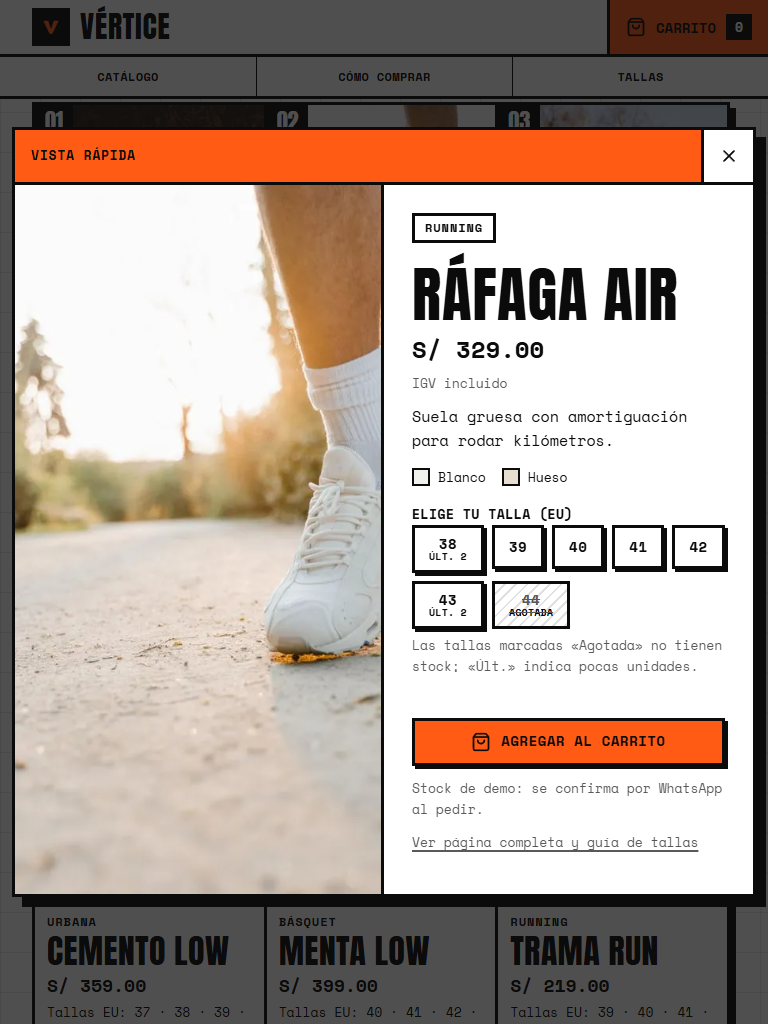 VÉRTICE
CARRITO 0
CATÁLOGO
CÓMO COMPRAR
TALLAS
01
02
03
VISTA RÁPIDA
RUNNING
RÁFAGA AIR
S/ 329.00
IGV incluido
Suela gruesa con amortiguación
para rodar kilómetros.
Blanco
Hueso
ELIGE TU TALLA (EU)
38
ÚLT. 2
39
40
41
42
43
ÚLT. 2
44
AGOTADA
Las tallas marcadas «Agotada» no tienen
stock; «Últ.» indica pocas unidades.
AGREGAR AL CARRITO
Stock de demo: se confirma por WhatsApp
al pedir.
Ver página completa y guía de tallas
URBANA
CEMENTO LOW
S/ 359.00
Tallas EU: 37 · 38 · 39 ·
BÁSQUET
MENTA LOW
S/ 399.00
Tallas EU: 40 · 41 · 42 ·
RUNNING
TRAMA RUN
S/ 219.00
Tallas EU: 39 · 40 · 41 ·